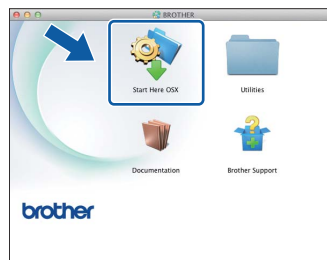 BROTHER
Start Here OSX
Utilities
Documentation
Brother Support
brother